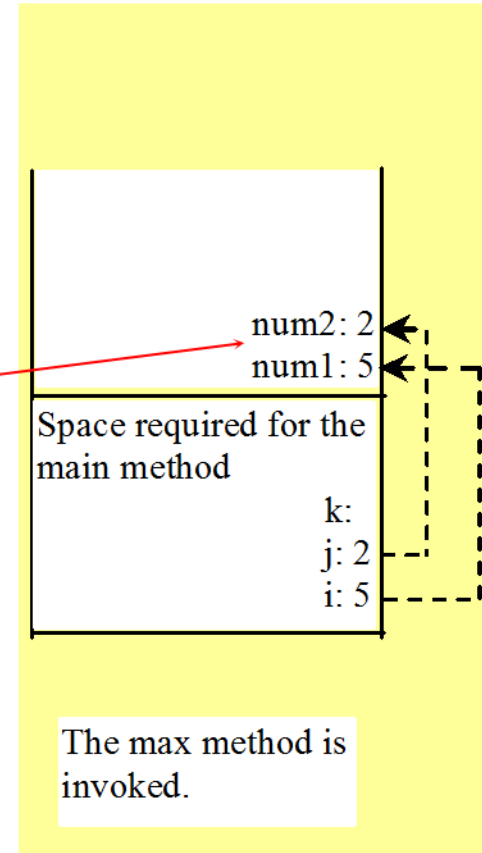 num2: 2
num1: 5
Space required for the
main method
k:
j: 2
i: 5
The max method is
invoked.